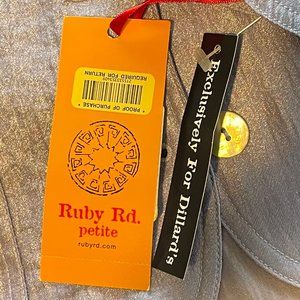 * PROOF OF PURCHASE *
REQUIRED FOR RETURN
Ruby Rd.
petite
rubyrd.com
Exclusively For Dillard's